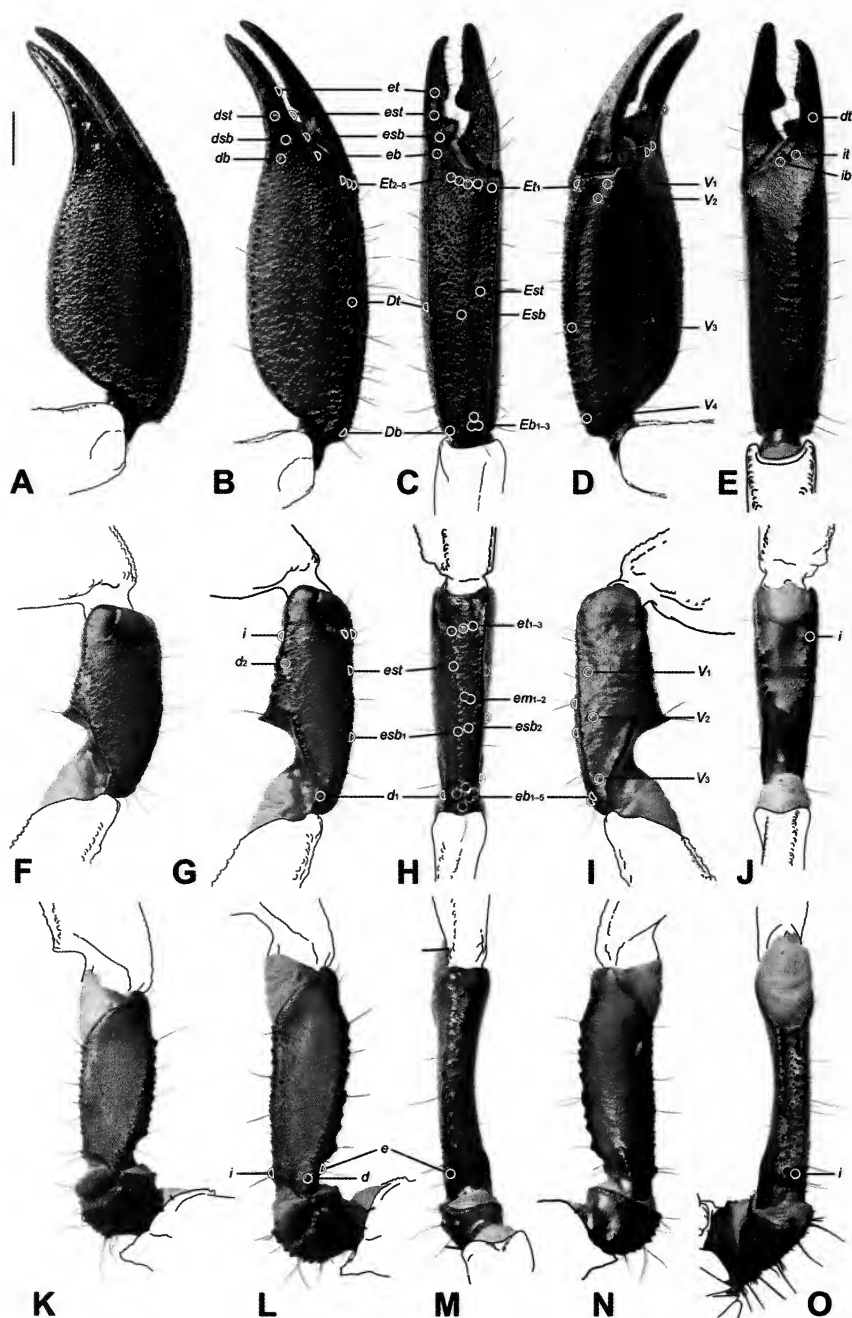 et
dst est
dsb esb
db eb
dt
it
ib
Et2–5 Et1 V1
V2
Est
Dt Esb
V3
V4
Db Eb1–3
A B C D E
i et1–3 i
d2 est V1
em1–2
V2
esb1 esb2
V3
d1 eb1–5
F G H I J
e
i d i
K L M N O